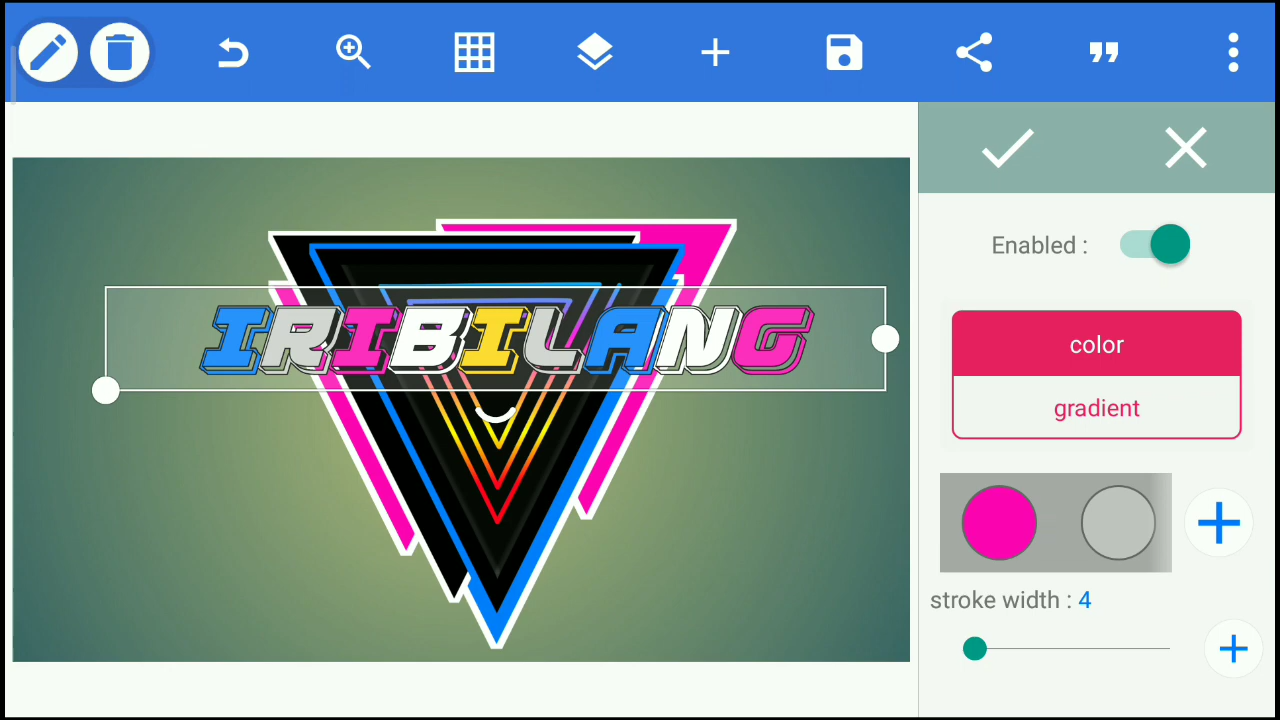 Enabled :
color
IRIBILANG
gradient
stroke width : 4